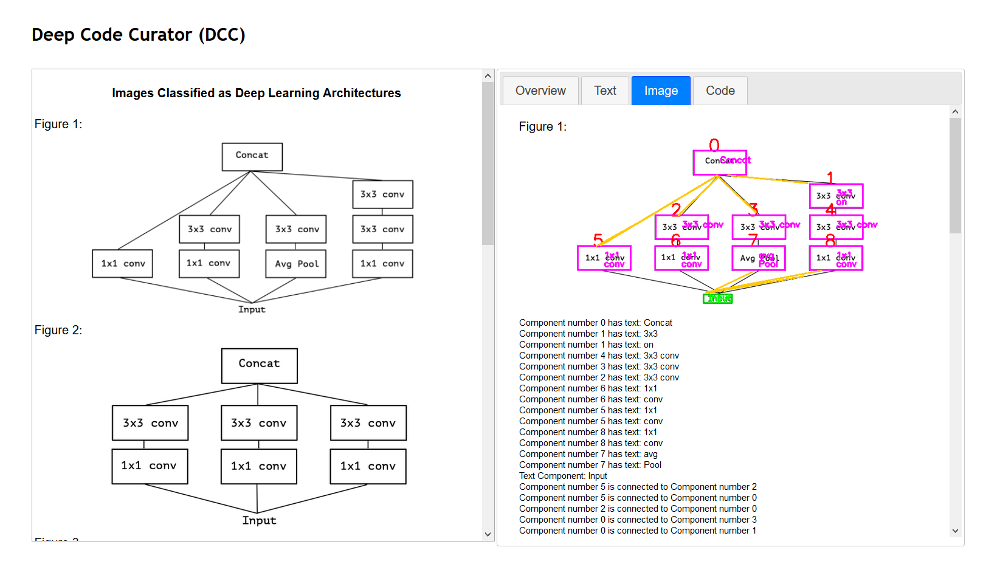 Deep Code Curator (DCC)
Images Classified as Deep Learning Architectures
Figure 1:
Concat
3x3 conv
3x3 conv
3x3 conv
3x3 conv
1x1 conv
1x1 conv
Avg Pool
1x1 conv
Input
Figure 2:
Concat
3x3 conv
3x3 conv
3x3 conv
1x1 conv
1x1 conv
1x1 conv
Input
Overview
Text
Image
Code
Figure 1:
0
Concat
Concat
1
3x3 conv
3x3
on
2
3x3 conv
3x3 conv
3
3x3 conv
3x3 conv
4
3x3 conv
3x3 conv
5
1x1 conv
1x1
conv
6
1x1 conv
1x1
conv
7
Avg Pool
avg
Pool
8
1x1 conv
1x1
conv
Input
Input
Component number 0 has text: Concat
Component number 1 has text: 3x3
Component number 1 has text: on
Component number 4 has text: 3x3 conv
Component number 3 has text: 3x3 conv
Component number 2 has text: 3x3 conv
Component number 6 has text: 1x1
Component number 6 has text: conv
Component number 5 has text: 1x1
Component number 5 has text: conv
Component number 8 has text: 1x1
Component number 8 has text: conv
Component number 7 has text: avg
Component number 7 has text: Pool
Text Component: Input
Component number 5 is connected to Component number 2
Component number 5 is connected to Component number 0
Component number 2 is connected to Component number 0
Component number 0 is connected to Component number 3
Component number 0 is connected to Component number 1